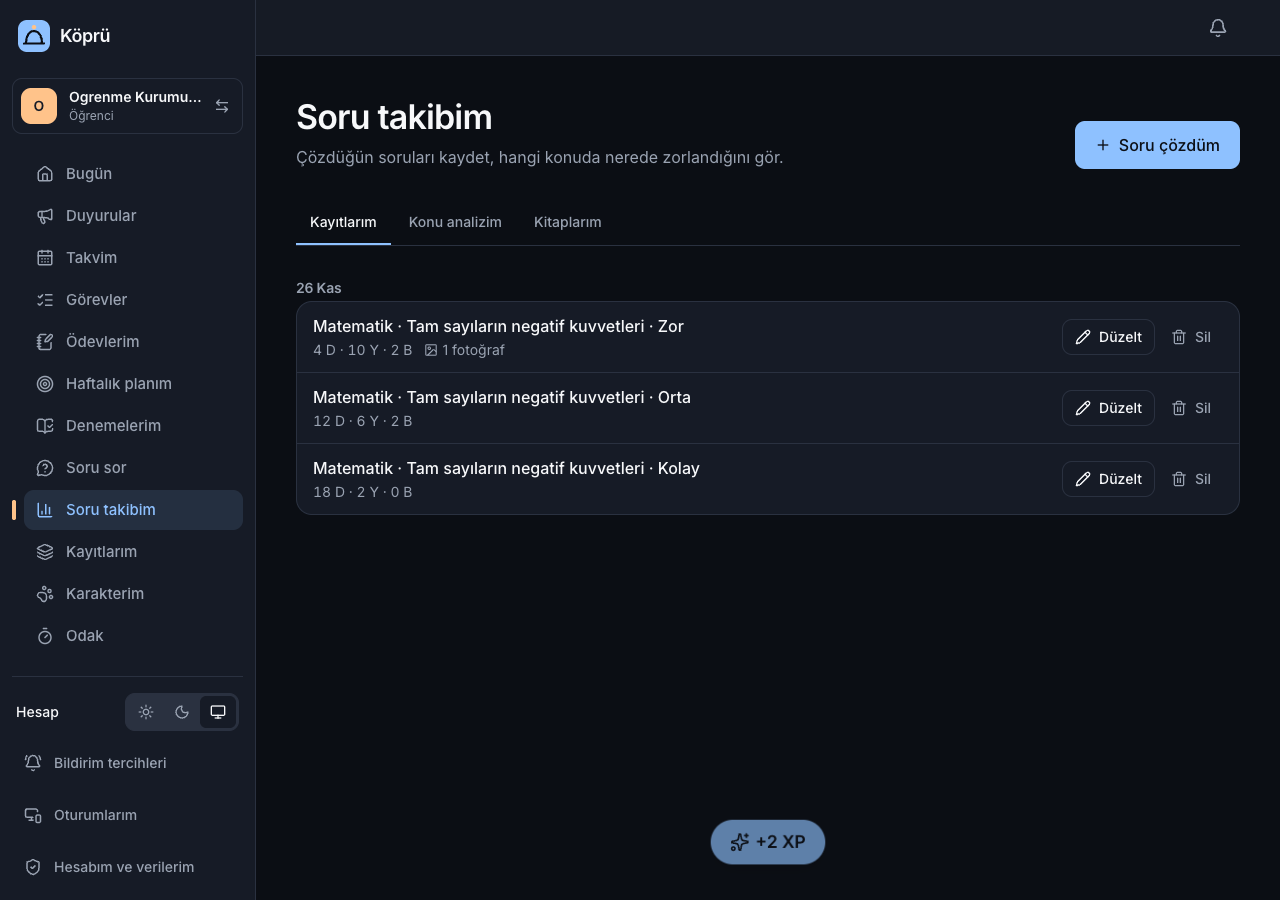 Köprü
O
Ogrenme Kurumu...
Öğrenci
Bugün
Duyurular
Takvim
Görevler
Ödevlerim
Haftalık planım
Denemelerim
Soru sor
Soru takibim
Kayıtlarım
Karakterim
Odak
Hesap
Bildirim tercihleri
Oturumlarım
Hesabım ve verilerim
Soru takibim
Çözdüğün soruları kaydet, hangi konuda nerede zorlandığını gör.
+ Soru çözdüm
Kayıtlarım Konu analizim Kitaplarım
26 Kas
Matematik · Tam sayıların negatif kuvvetleri · Zor
4 D · 10 Y · 2 B 1 fotoğraf
Düzelt Sil
Matematik · Tam sayıların negatif kuvvetleri · Orta
12 D · 6 Y · 2 B
Düzelt Sil
Matematik · Tam sayıların negatif kuvvetleri · Kolay
18 D · 2 Y · 0 B
Düzelt Sil
+2 XP